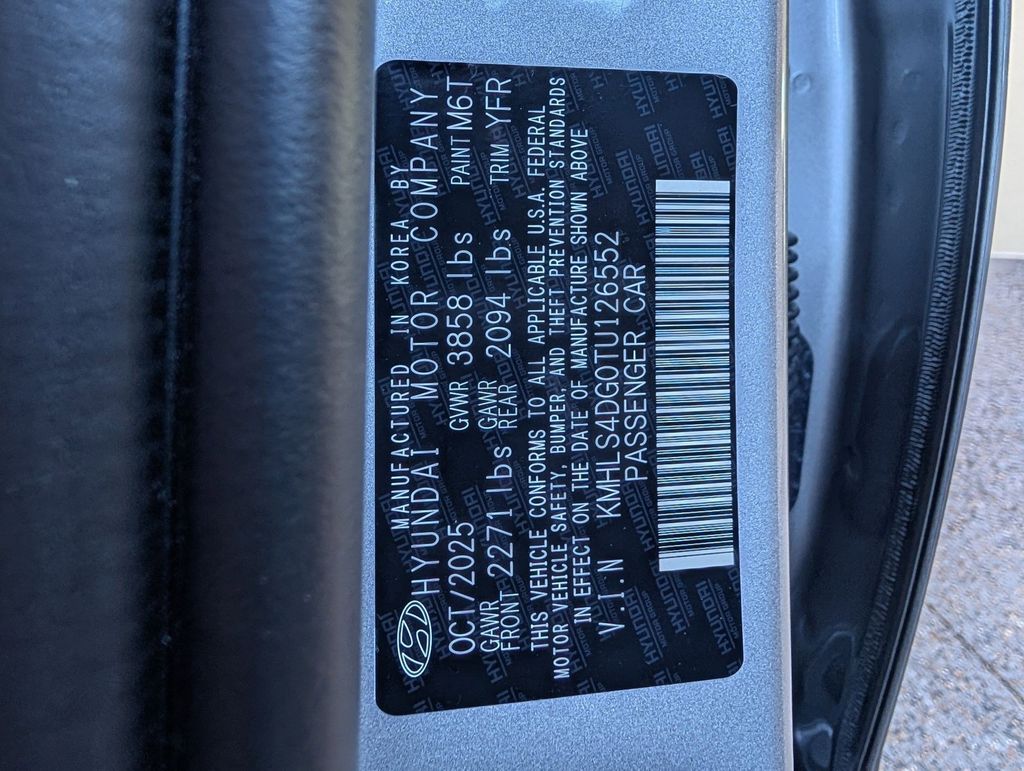 MANUFACTURED IN KOREA BY
HYUNDAI MOTOR COMPANY
OCT/2025 GVWR 3858 lbs PAINT M6T
GAWR FRONT 2271 lbs GAWR REAR 2094 lbs TRIM YFR
THIS VEHICLE CONFORMS TO ALL APPLICABLE U.S.A. FEDERAL
MOTOR VEHICLE SAFETY, BUMPER, AND THEFT PREVENTION STANDARDS
IN EFFECT ON THE DATE OF MANUFACTURE SHOWN ABOVE
V.I.N KMHLS4DG0TU126552
PASSENGER CAR